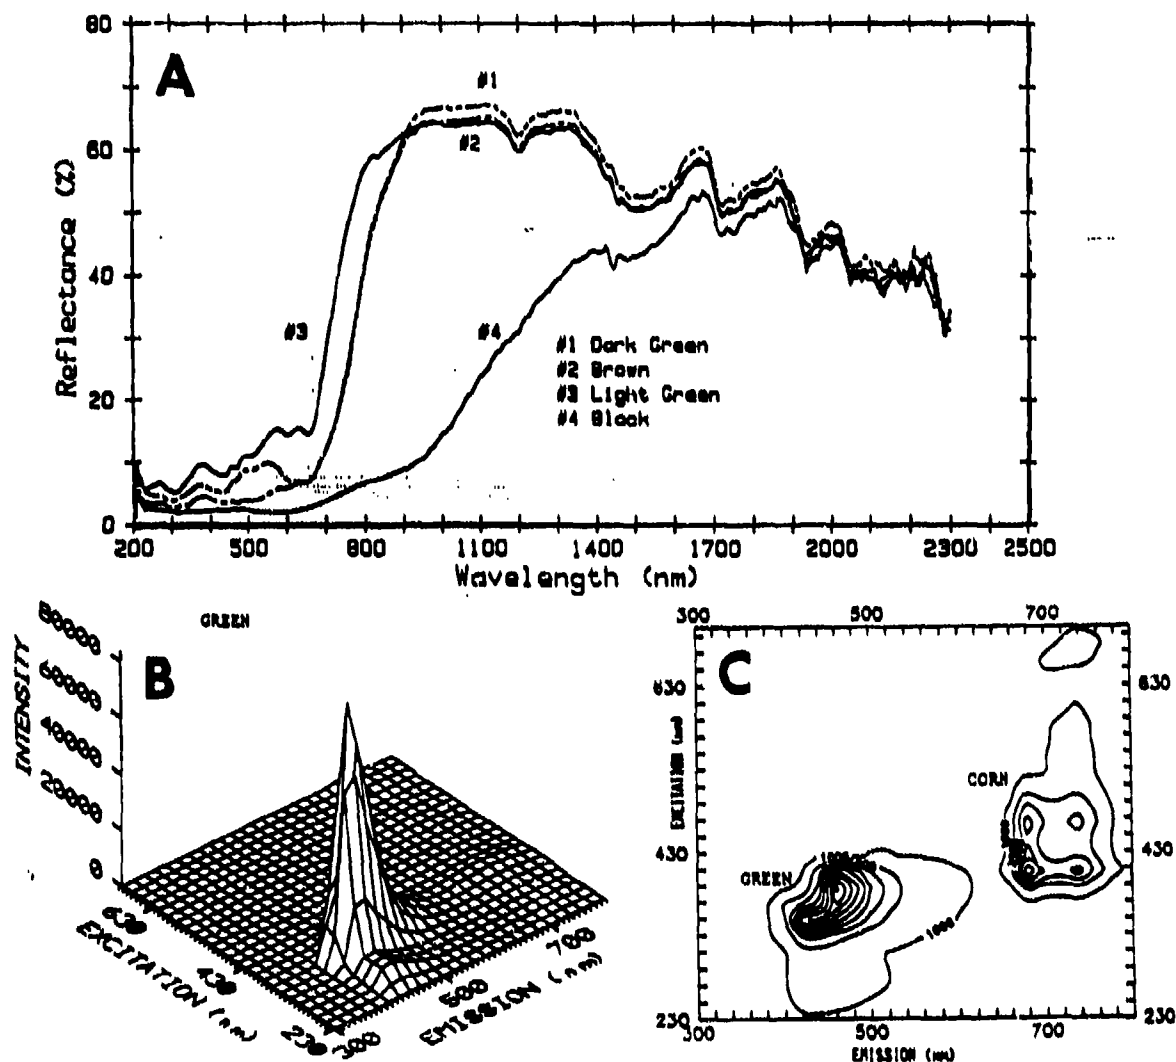 80
A
#1
60
#2
Reflectance (%)
40
#3
#4
#1 Dark Green
#2 Brown
#3 Light Green
#4 Black
20
0
200 500 800 1100 1400 1700 2000 2300 2500
Wavelength (nm)
GREEN
B
INTENSITY
80000
60000
40000
20000
0
630
430
230
EXCITATION (nm)
300
500
700
EMISSION (nm)
300 500 700
C
630 630
EXCITATION (nm)
CORN
430 430
GREEN
1000
230 230
300 500 700
EMISSION (nm)